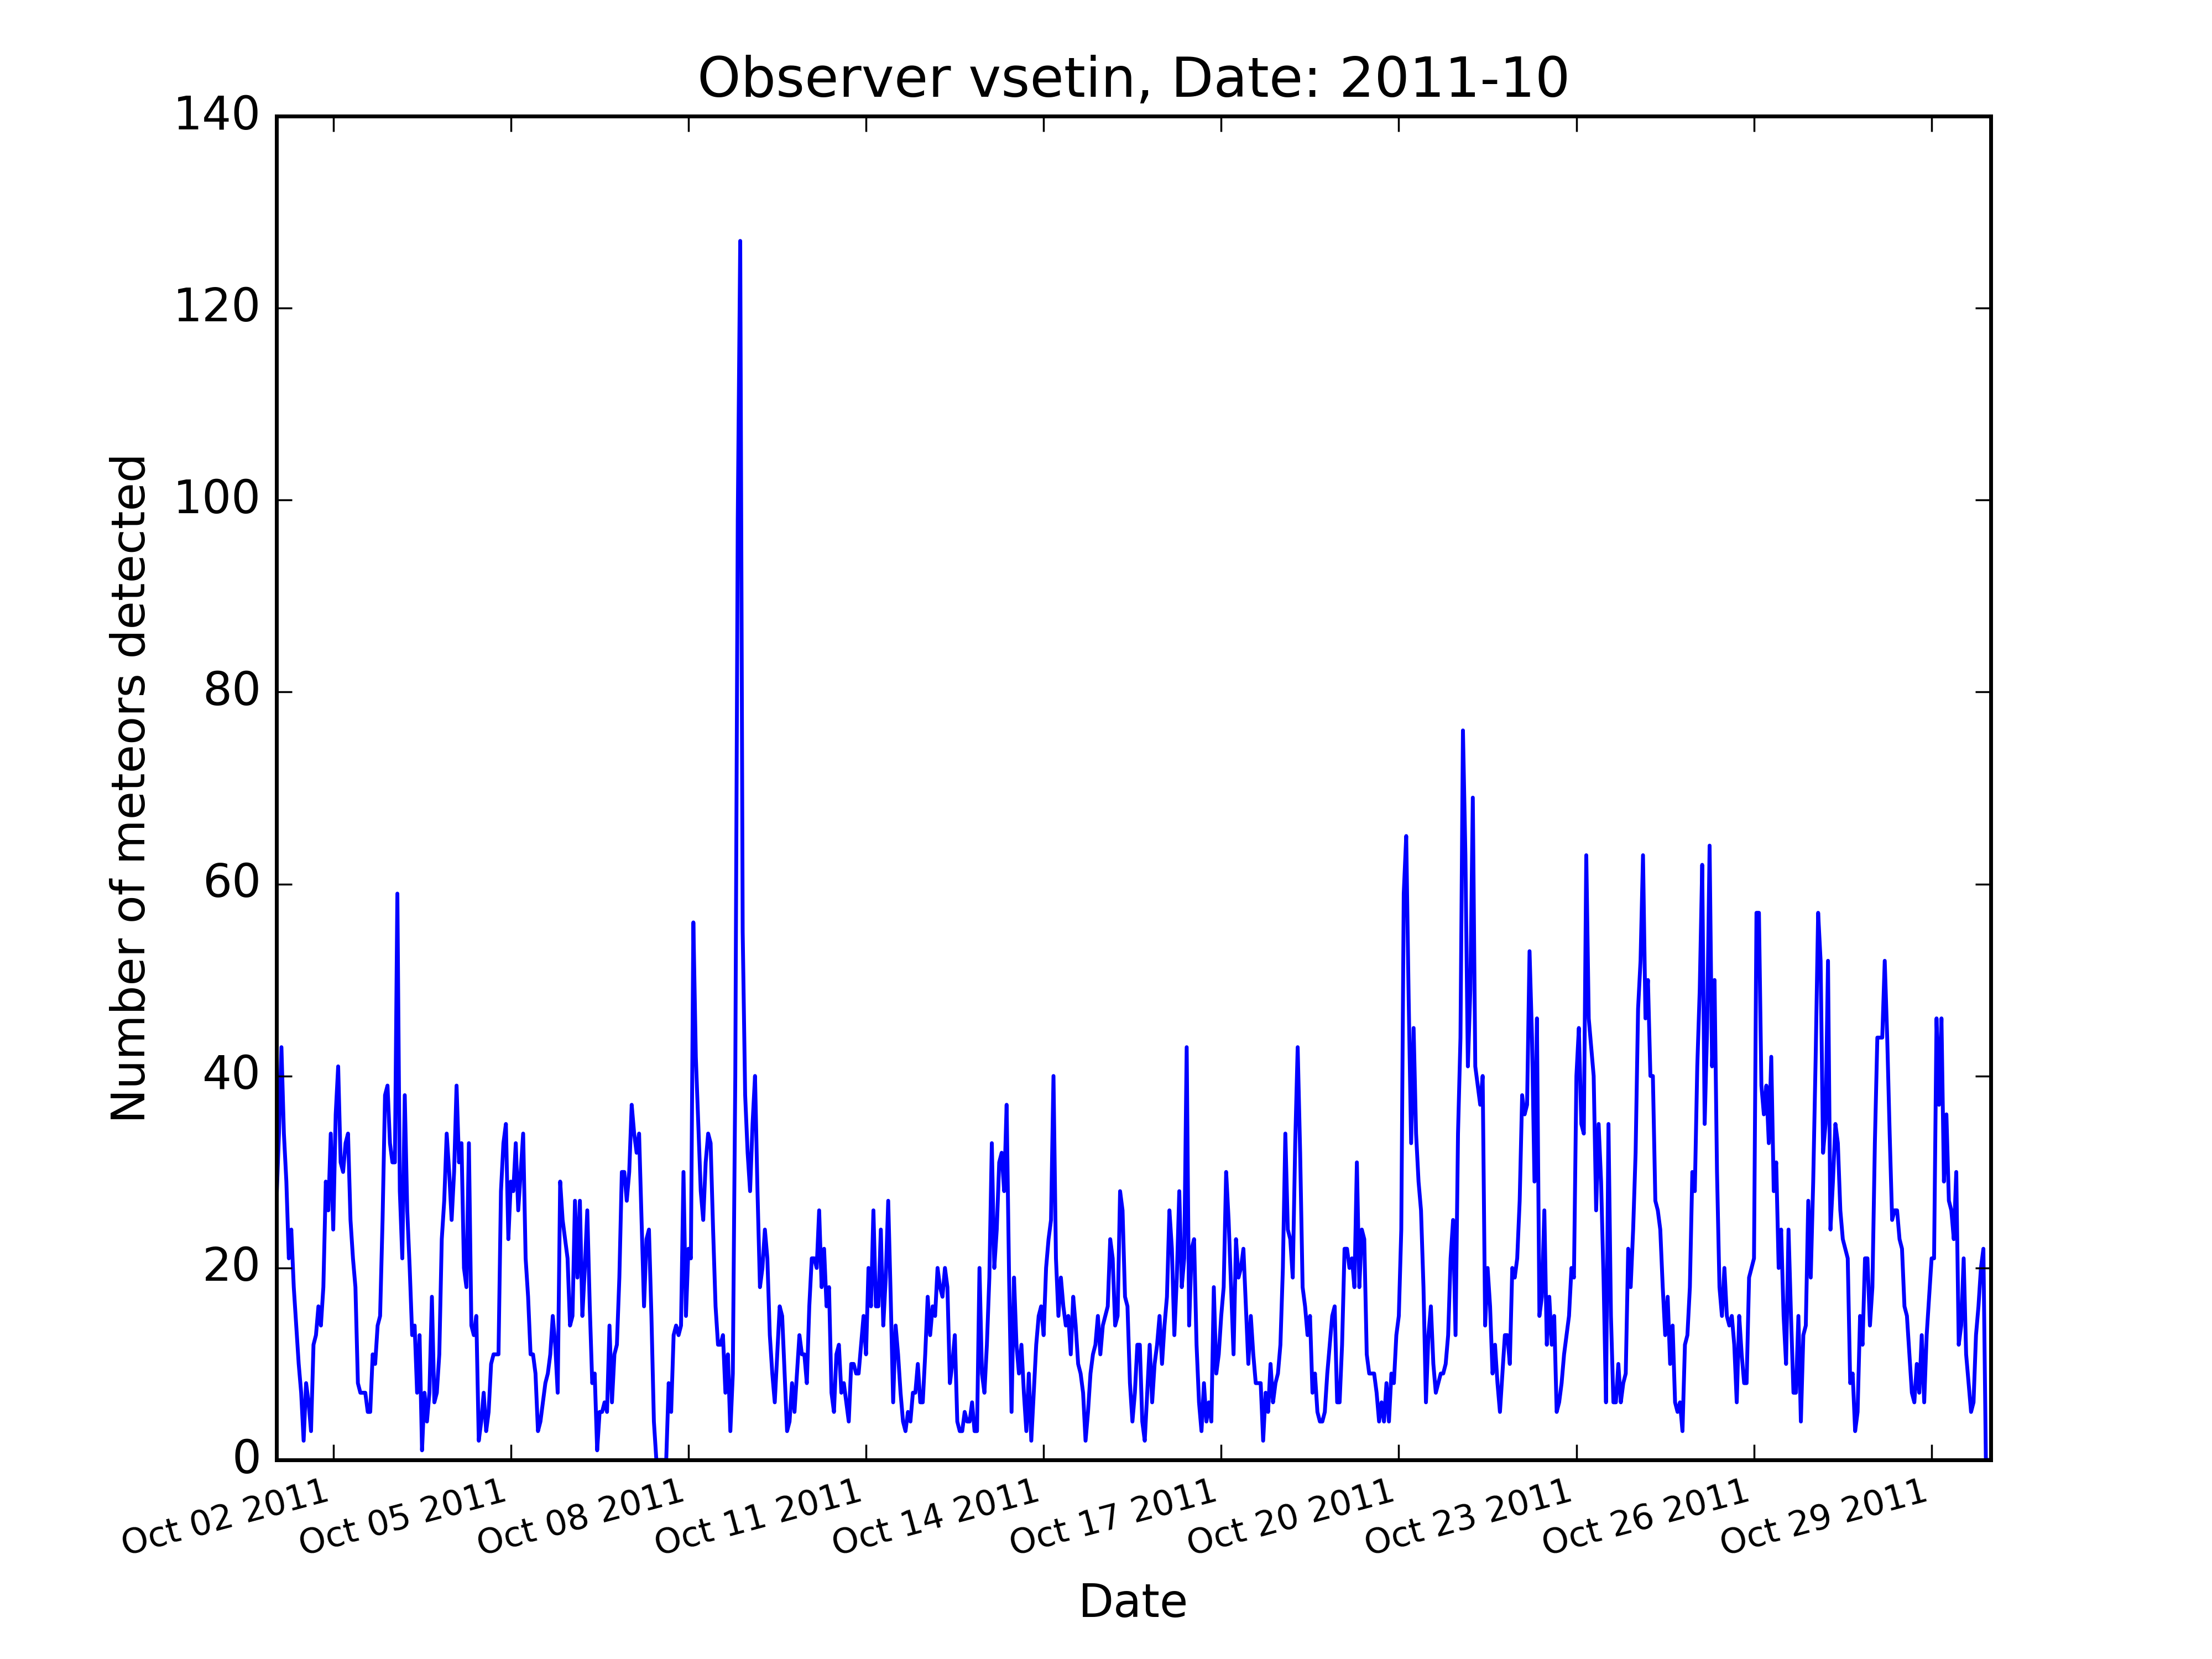 Observer vsetin, Date: 2011-10
140
120
100
80
60
40
20
0
Number of meteors detected
Oct 02 2011
Oct 05 2011
Oct 08 2011
Oct 11 2011
Oct 14 2011
Oct 17 2011
Oct 20 2011
Oct 23 2011
Oct 26 2011
Oct 29 2011
Date